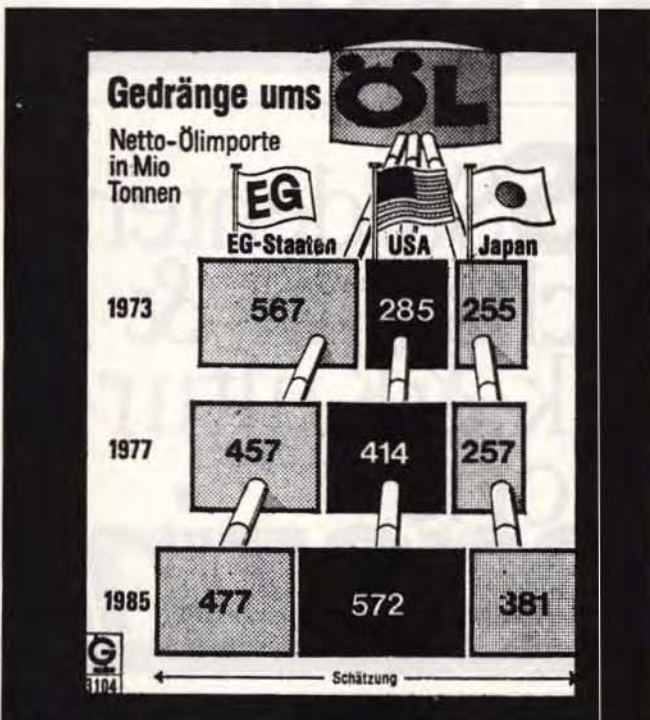 Gedränge ums ÖL
Netto-Ölimporte
in Mio
Tonnen
EG
EG-Staaten USA Japan
1973 567 285 255
1977 457 414 257
1985 477 572 381
G
3104
Schätzung